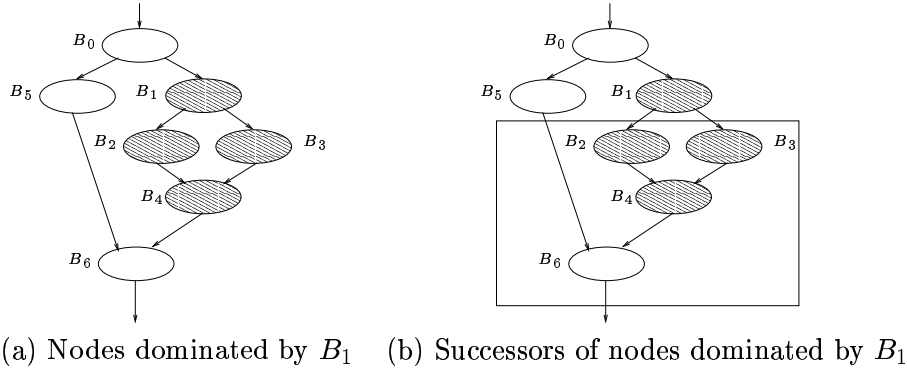 B0 B0
B5 B1 B5 B1
B2 B3 B2 B3
B4 B4
B6 B6
(a) Nodes dominated by B1 (b) Successors of nodes dominated by B1